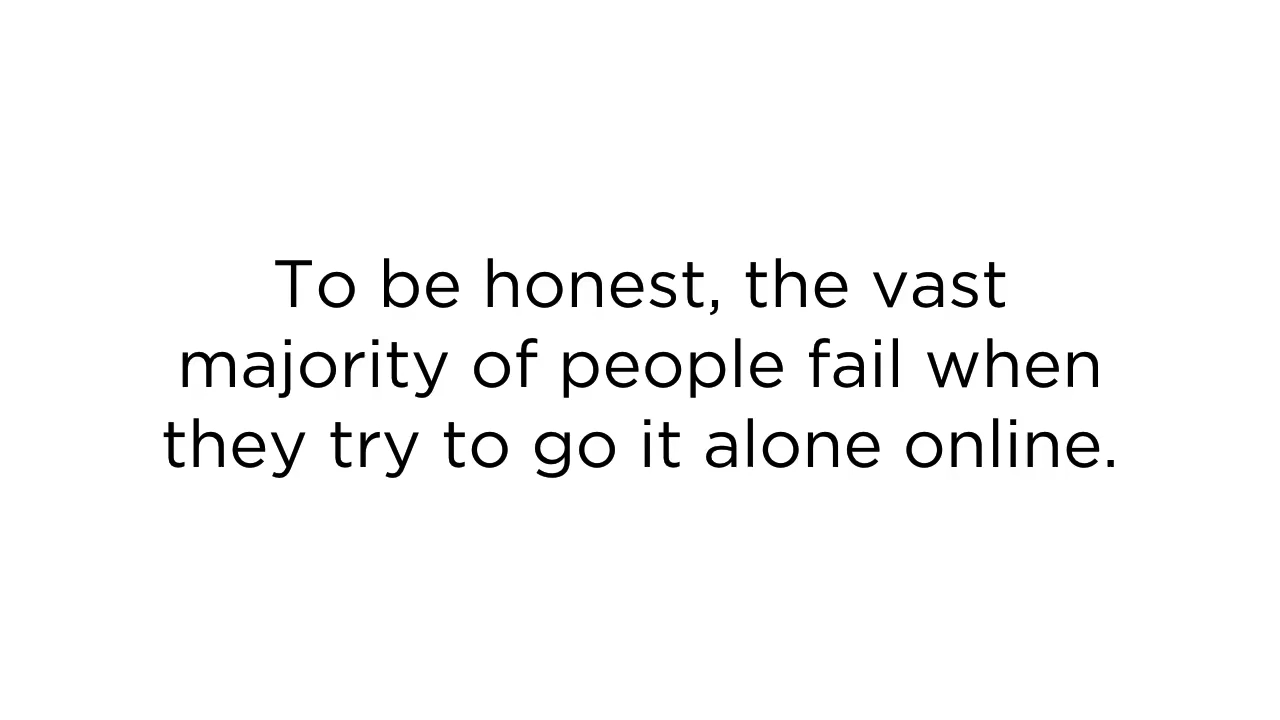 To be honest, the vast
majority of people fail when
they try to go it alone online.